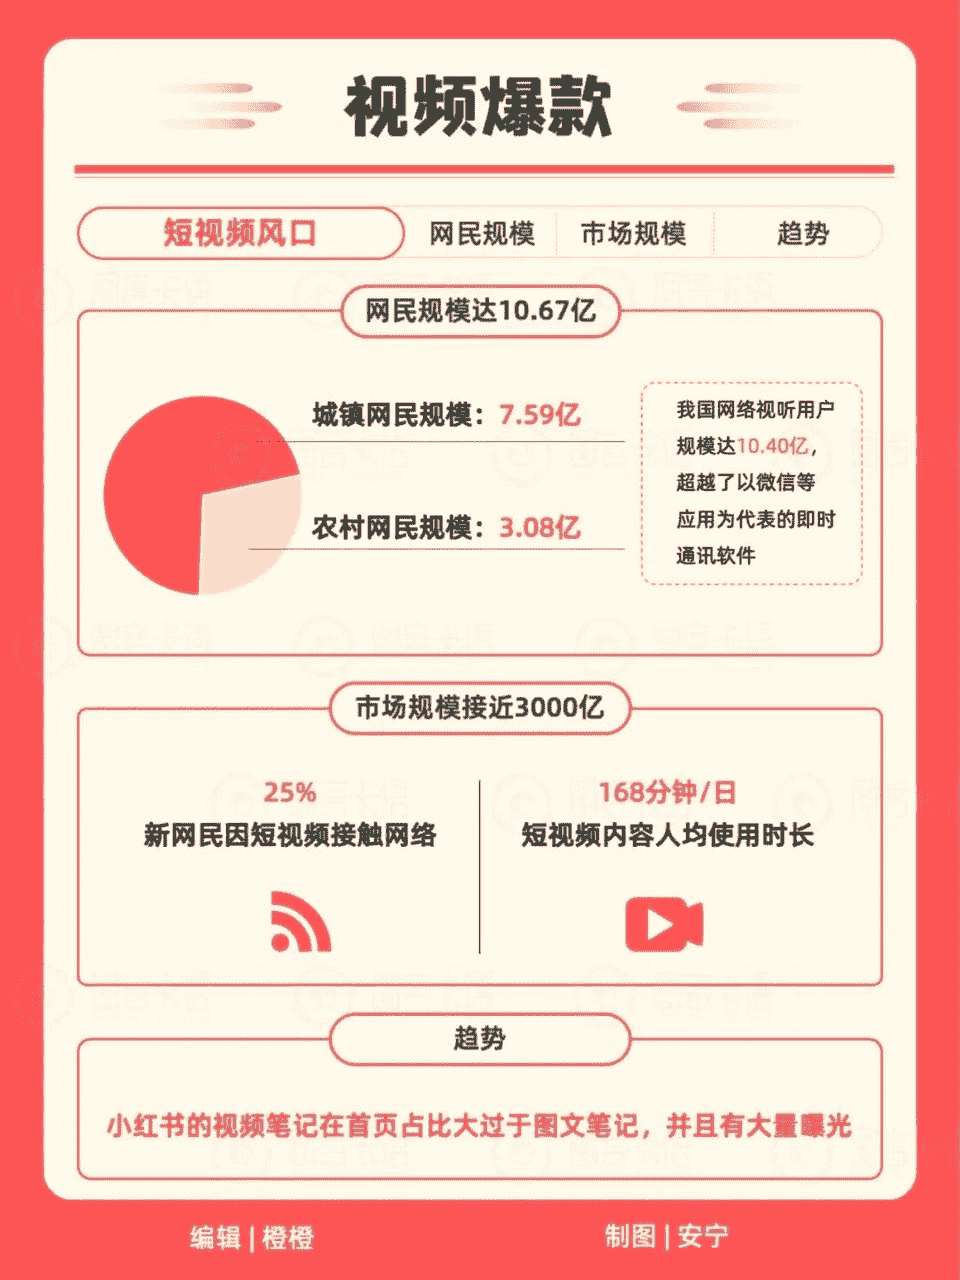 视频爆款
短视频风口 网民规模 市场规模 趋势
网民规模达10.67亿
城镇网民规模：7.59亿
农村网民规模：3.08亿
我国网络视听用户
规模达10.40亿，
超越了以微信等
应用为代表的即时
通讯软件
市场规模接近3000亿
25%
新网民因短视频接触网络
168分钟/日
短视频内容人均使用时长
趋势
小红书的视频笔记在首页占比大过于图文笔记，并且有大量曝光
编辑 | 橙橙
制图 | 安宁